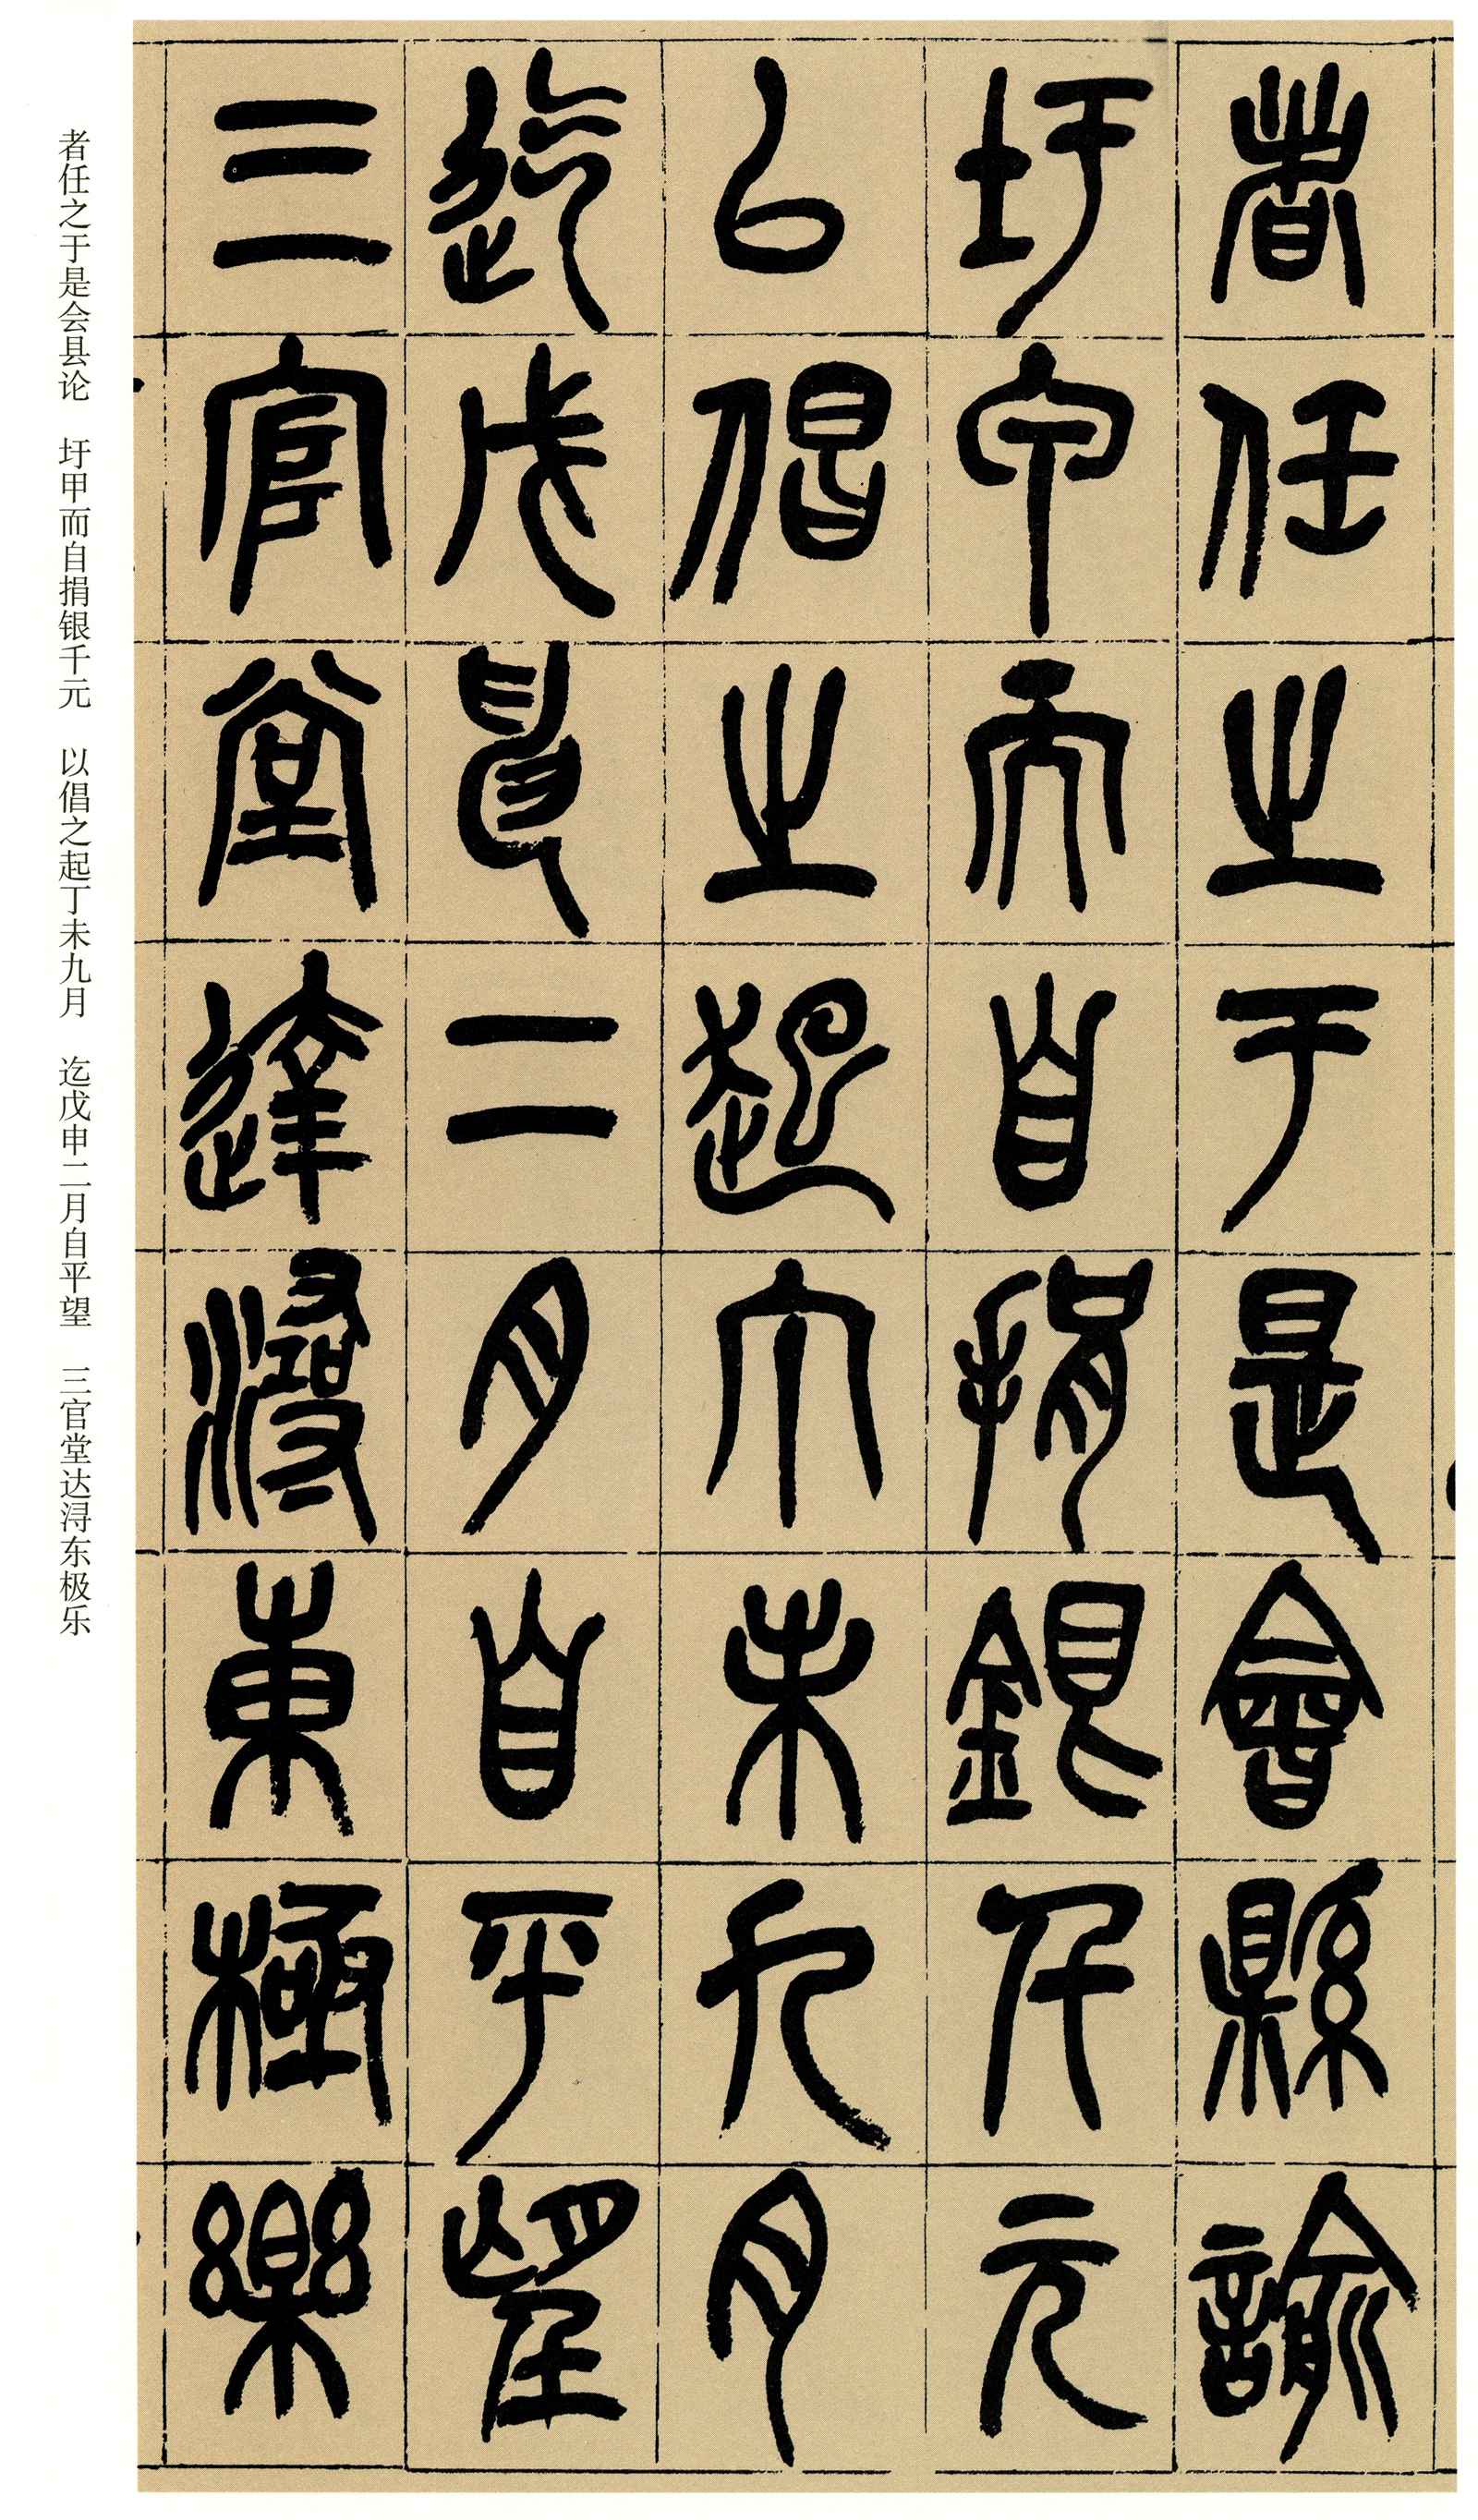 者任之于是會縣諭
圩甲而自捐銀千元
以倡之起丁未九月
迄戊申二月自平望
三官堂達潯東極樂
者任之于是会县论 圩甲而自捐银千元 以倡之起丁未九月 迄戊申二月自平望 三官堂达浔东极乐